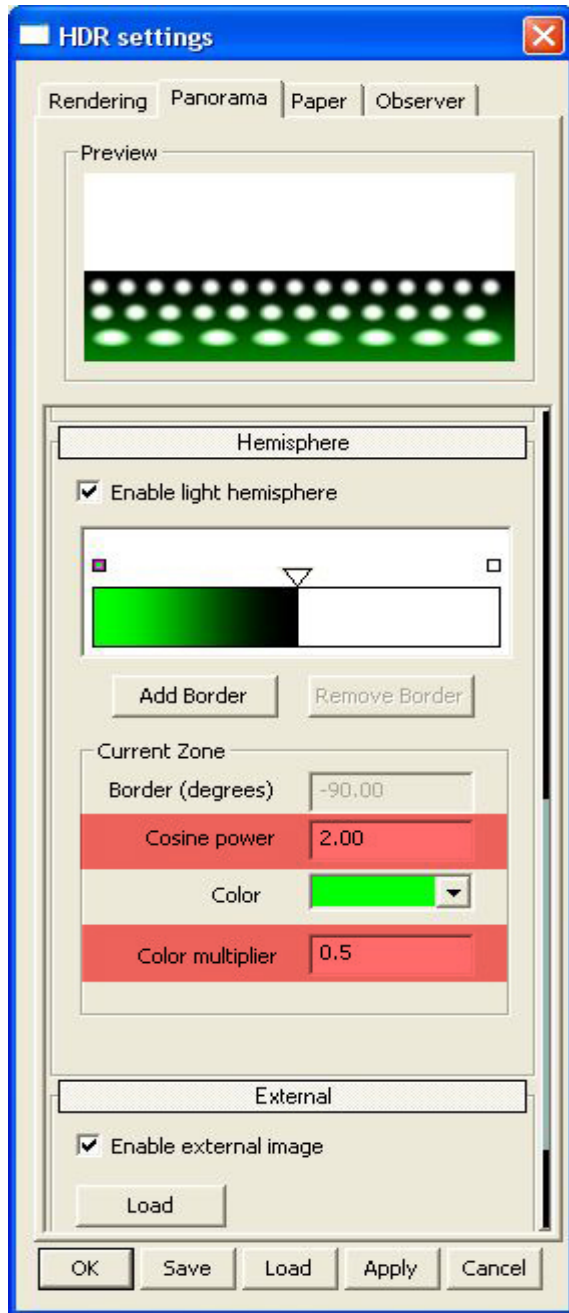 HDR settings
Rendering Panorama Paper Observer
Preview
Hemisphere
Enable light hemisphere
Add Border Remove Border
Current Zone
Border (degrees) -90.00
Cosine power 2.00
Color
Color multiplier 0.5
External
Enable external image
Load
OK Save Load Apply Cancel